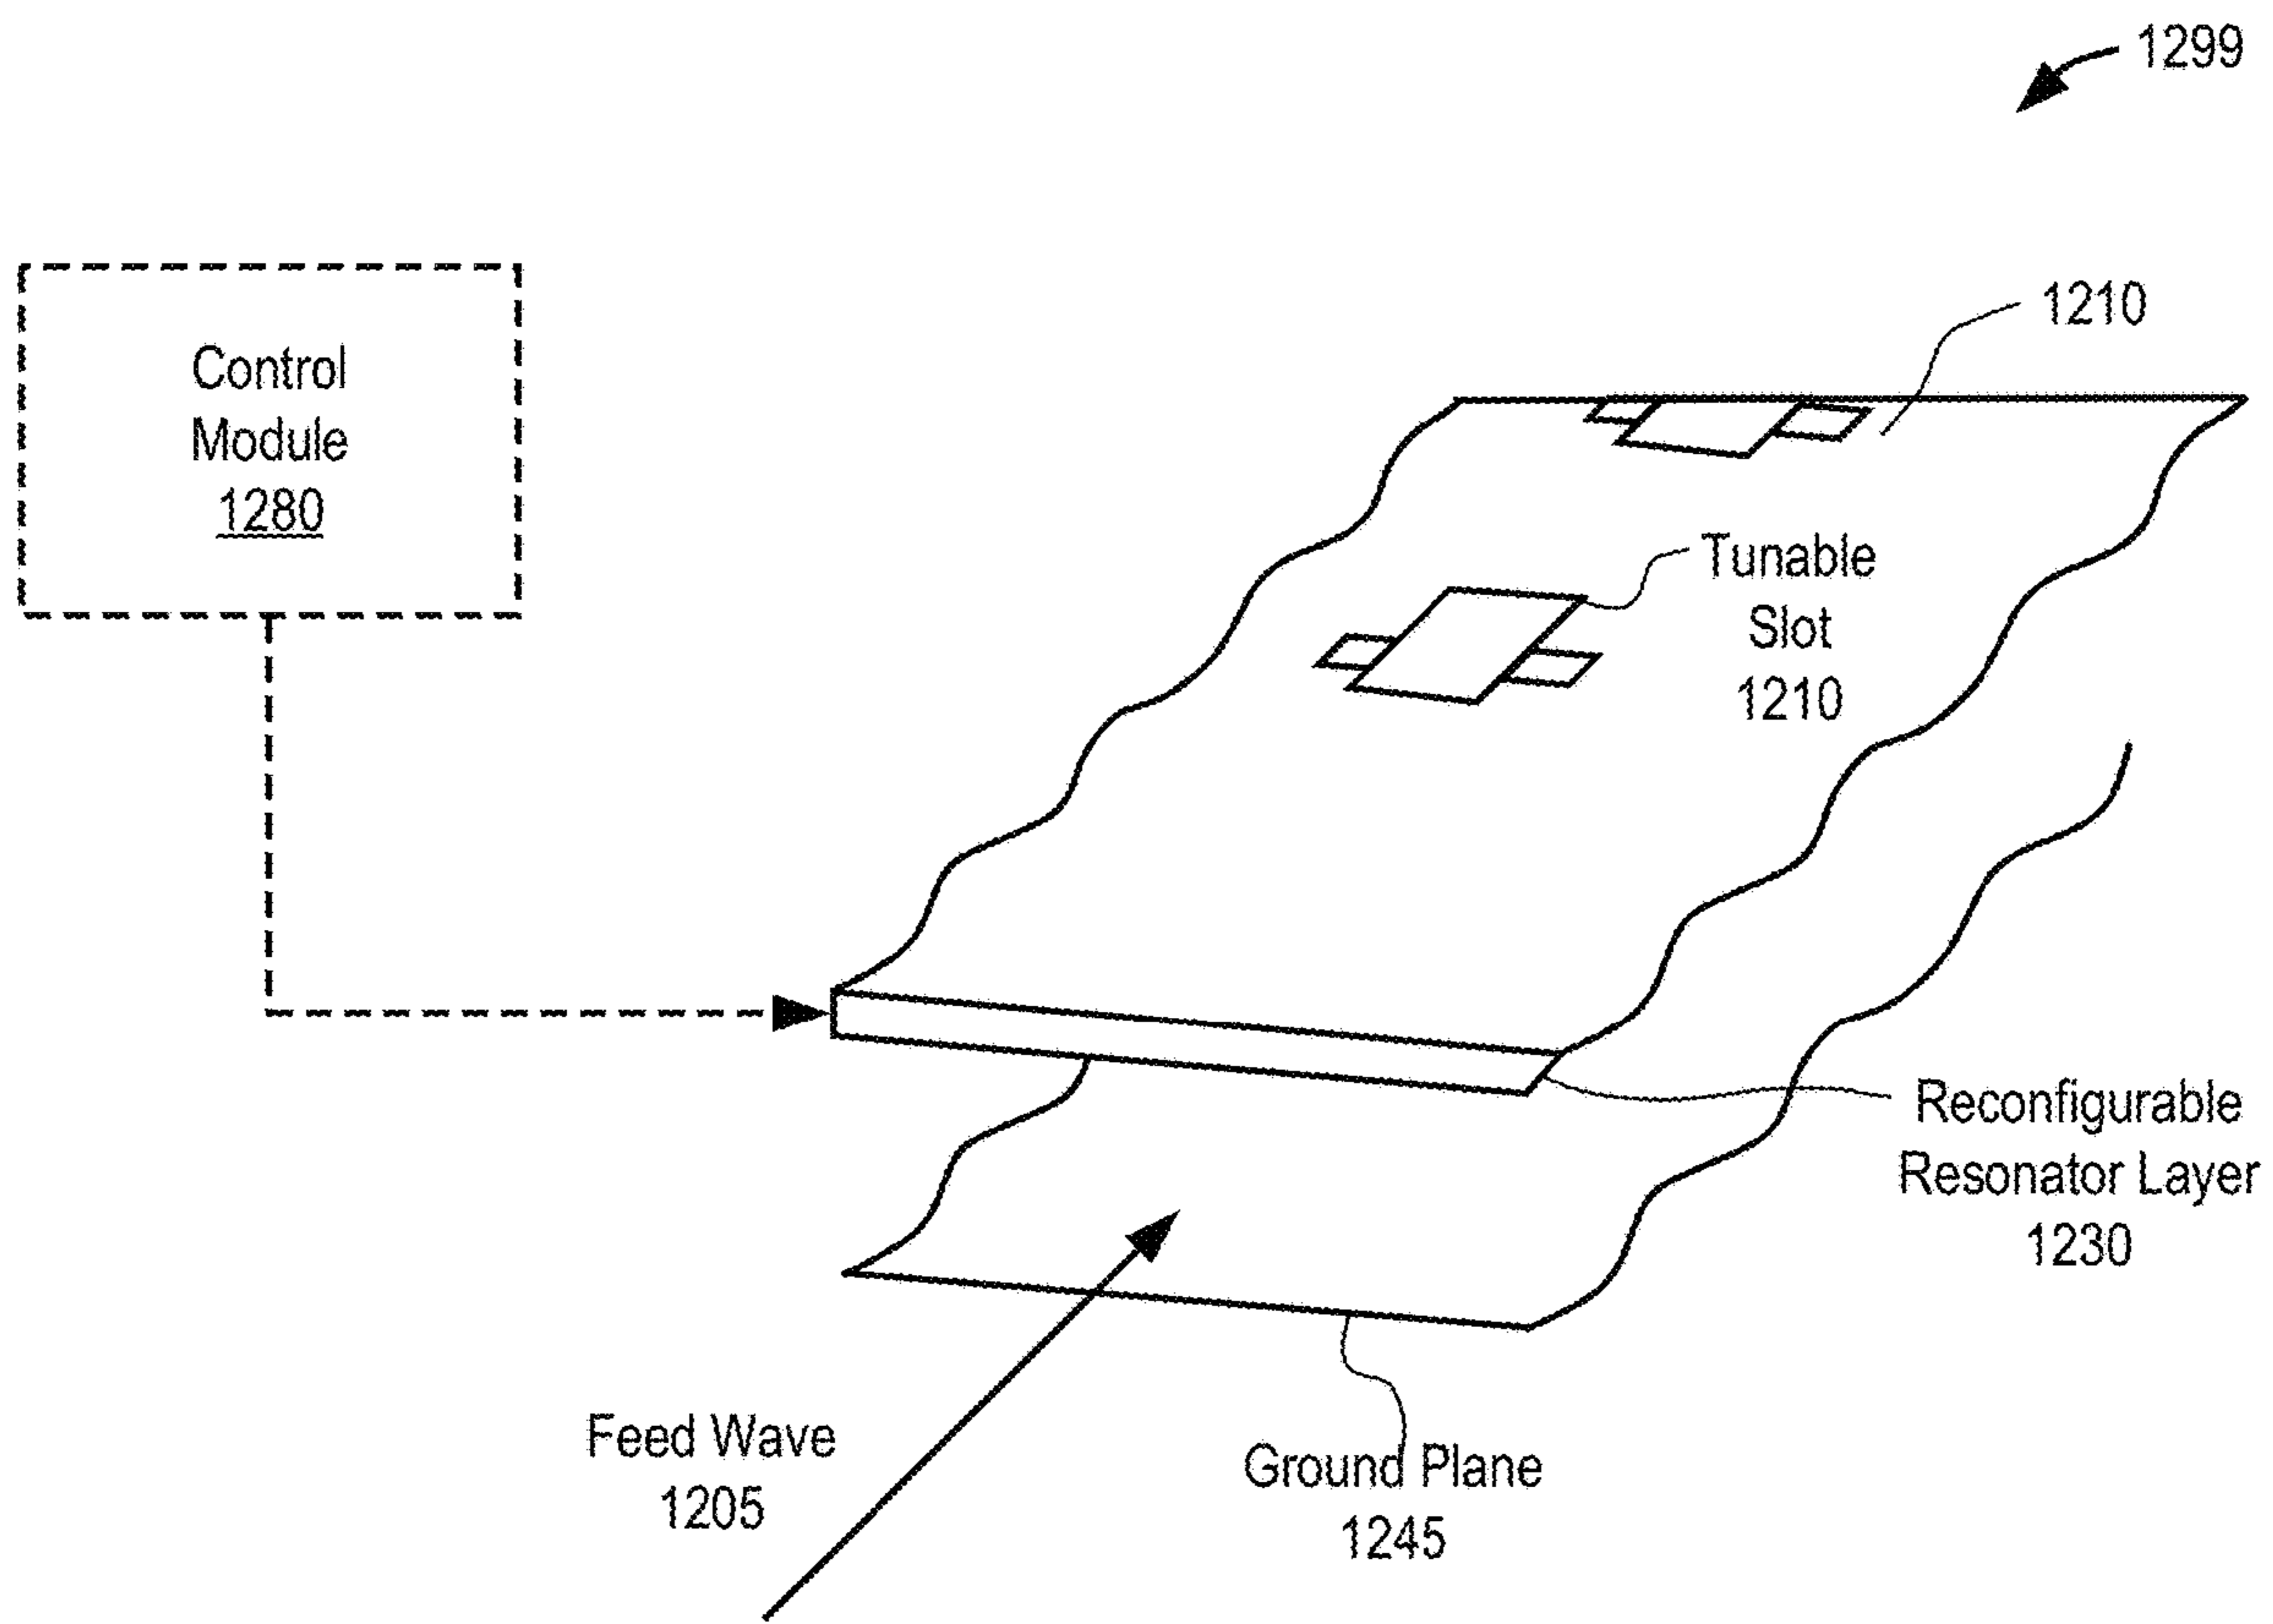 1299
Control
Module
1280
1210
Tunable
Slot
1210
Reconfigurable
Resonator Layer
1230
Feed Wave
1205
Ground Plane
1245